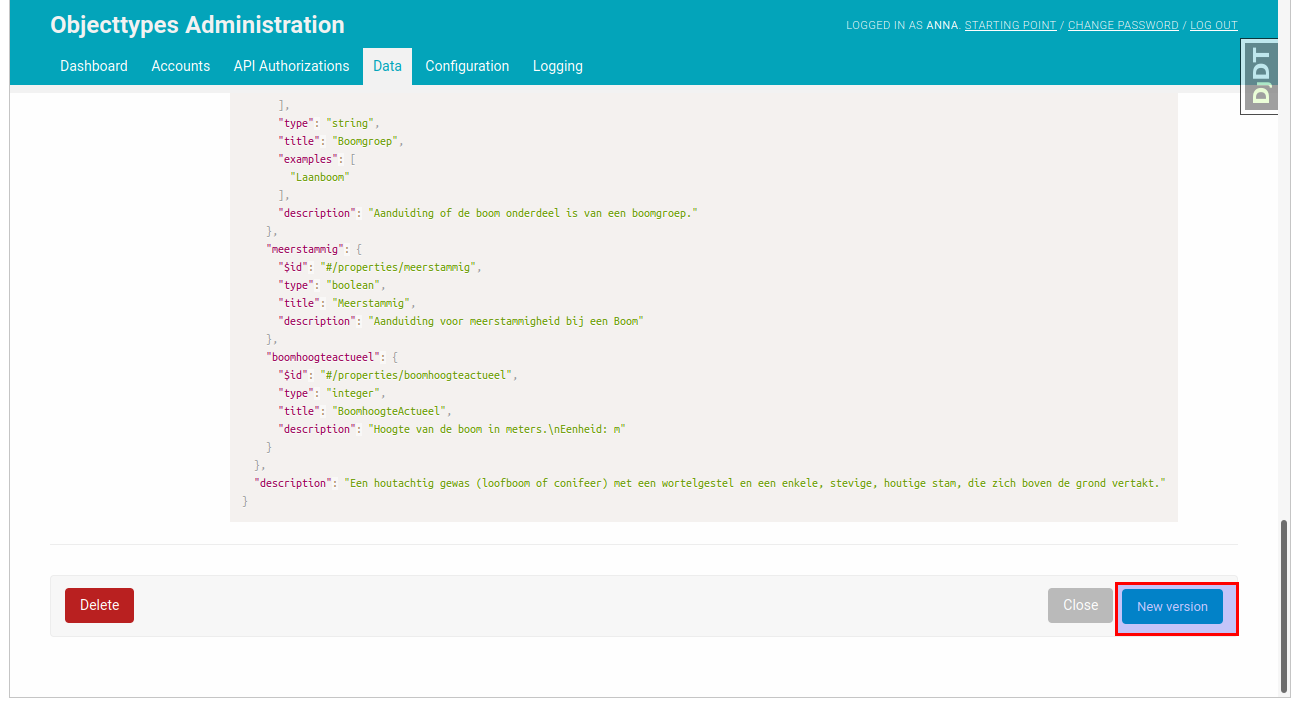 Objecttypes Administration
LOGGED IN AS ANNA. STARTING POINT / CHANGE PASSWORD / LOG OUT
Dashboard Accounts API Authorizations Data Configuration Logging
DjDT
],
"type": "string",
"title": "Boomgroep",
"examples": [
"Laanboom"
],
"description": "Aanduiding of de boom onderdeel is van een boomgroep."
},
"meerstammig": {
"$id": "#/properties/meerstammig",
"type": "boolean",
"title": "Meerstammig",
"description": "Aanduiding voor meerstammigheid bij een Boom"
},
"boomhoogteactueel": {
"$id": "#/properties/boomhoogteactueel",
"type": "integer",
"title": "BoomhoogteActueel",
"description": "Hoogte van de boom in meters.\nEenheid: m"
}
},
"description": "Een houtachtig gewas (loofboom of conifeer) met een wortelgestel en een enkele, stevige, houtige stam, die zich boven de grond vertakt."
}
Delete Close New version